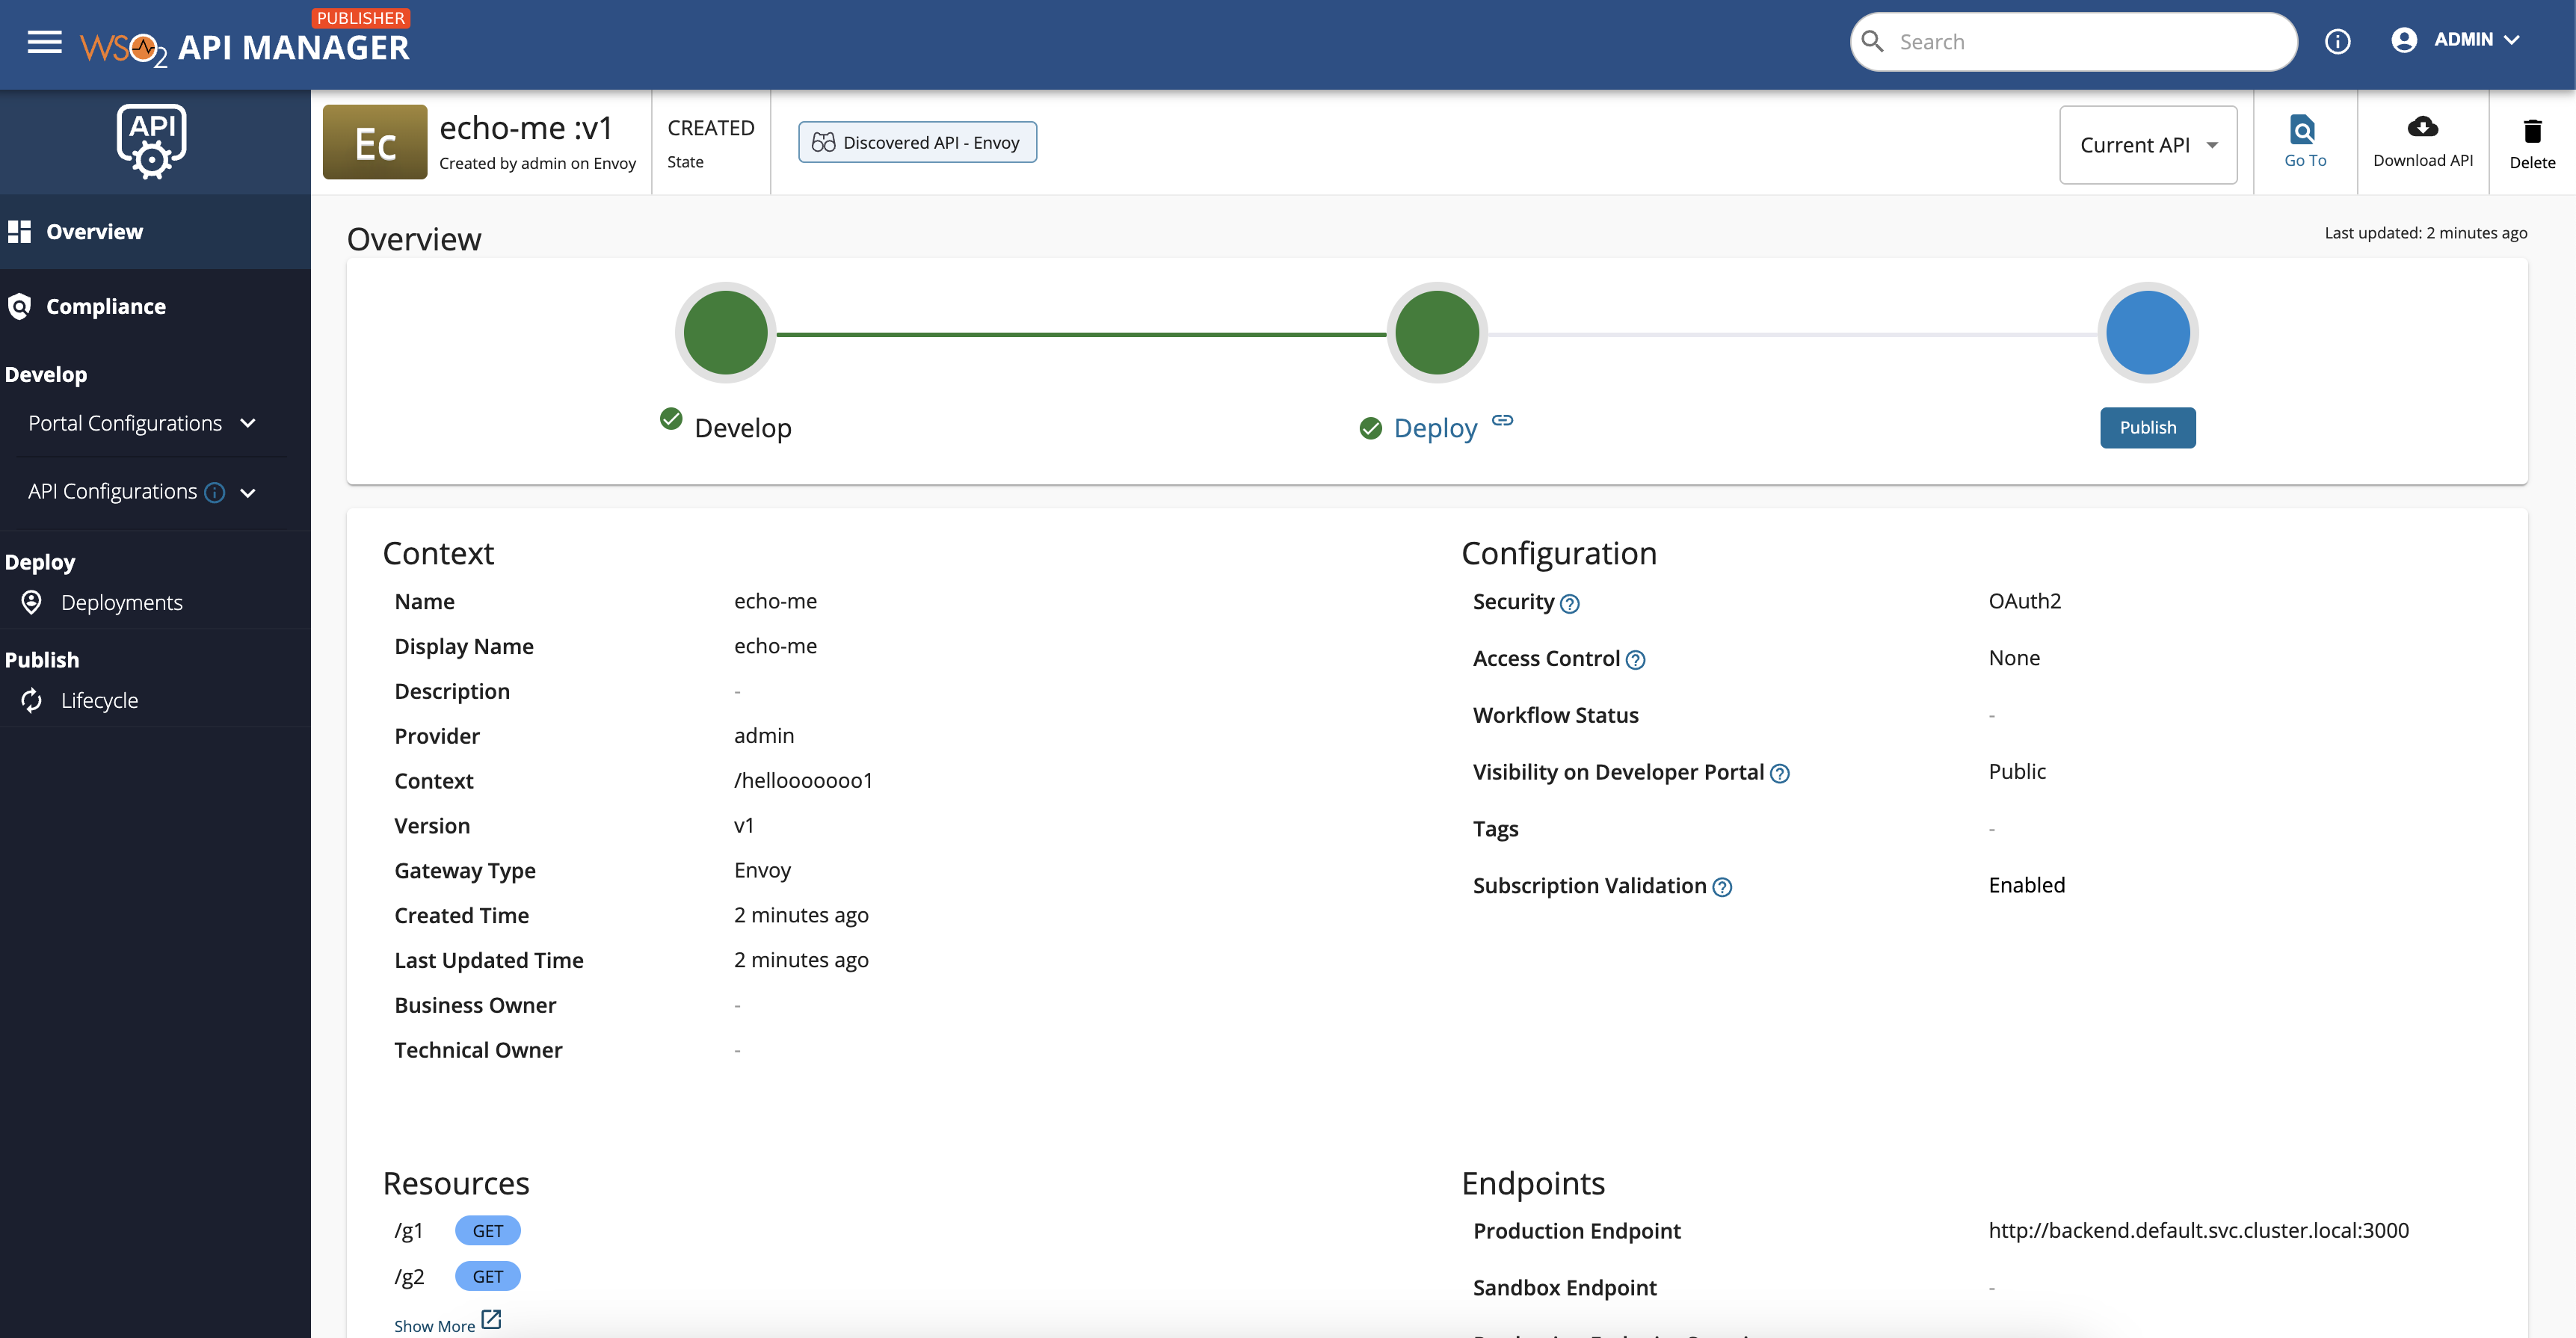 PUBLISHER
WSO2 API MANAGER
Search
ADMIN
API
Ec
echo-me :v1
Created by admin on Envoy
CREATED
State
Discovered API - Envoy
Current API
Go To
Download API
Delete
Overview
Compliance
Develop
Portal Configurations
API Configurations
Deploy
Deployments
Publish
Lifecycle
Overview
Last updated: 2 minutes ago
Develop
Deploy
Publish
Context
Name echo-me
Display Name echo-me
Description -
Provider admin
Context /hellooooooo1
Version v1
Gateway Type Envoy
Created Time 2 minutes ago
Last Updated Time 2 minutes ago
Business Owner -
Technical Owner -
Configuration
Security OAuth2
Access Control None
Workflow Status -
Visibility on Developer Portal Public
Tags -
Subscription Validation Enabled
Resources
/g1 GET
/g2 GET
Show More
Endpoints
Production Endpoint http://backend.default.svc.cluster.local:3000
Sandbox Endpoint -